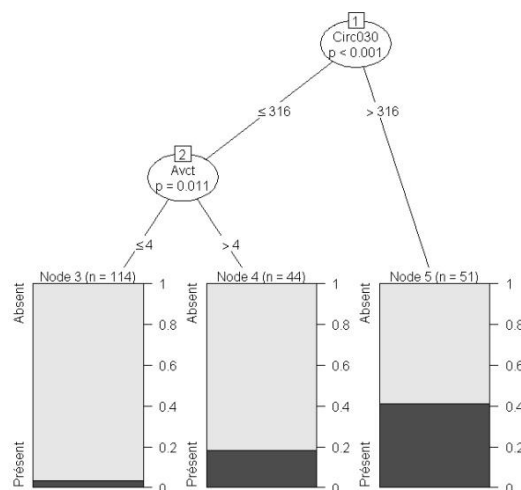 1
Circ030
p < 0.001
≤ 316
> 316
2
Avct
p = 0.011
≤ 4
> 4
Node 3 (n = 114)
Absent
Présent
1
0.8
0.6
0.4
0.2
0
Node 4 (n = 44)
Absent
Présent
1
0.8
0.6
0.4
0.2
0
Node 5 (n = 51)
Absent
Présent
1
0.8
0.6
0.4
0.2
0